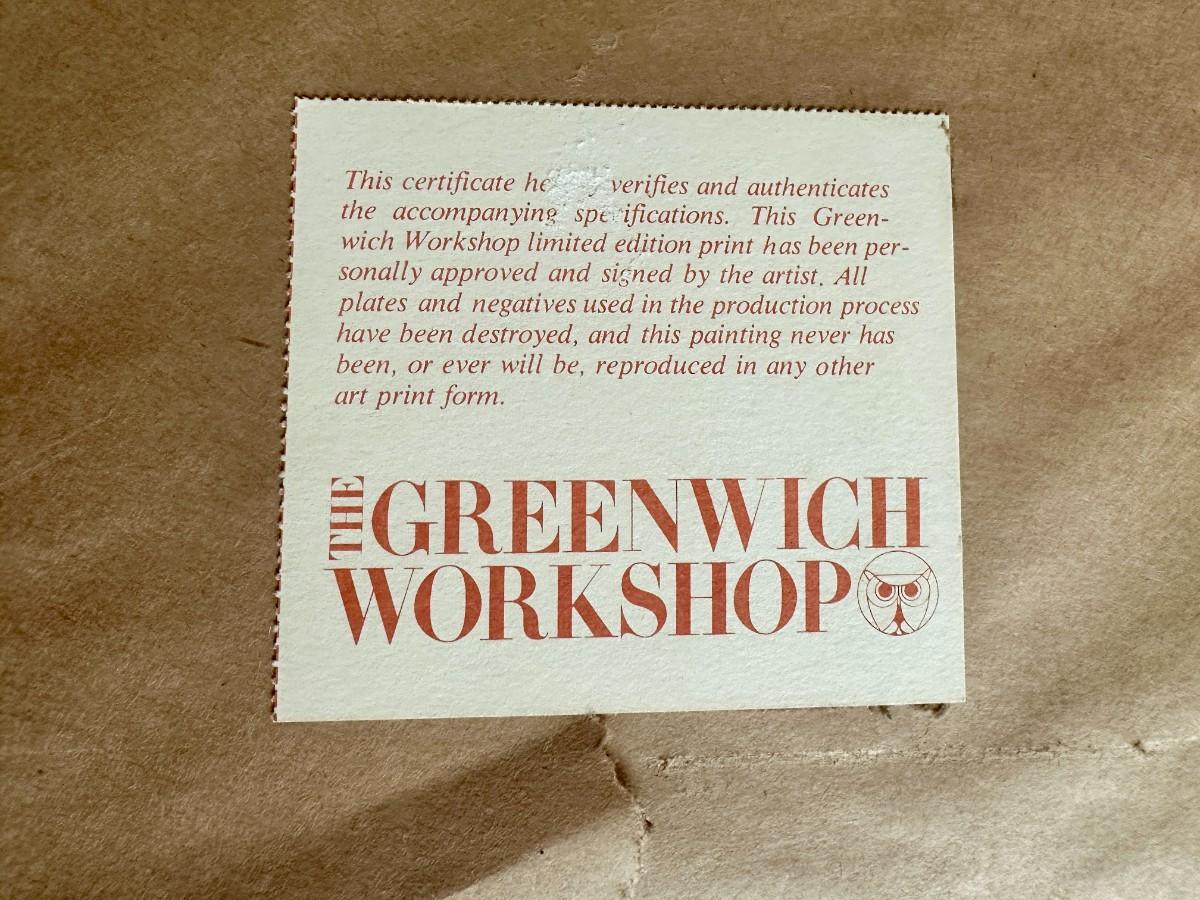 This certificate he verifies and authenticates
the accompanying specifications. This Green-
wich Workshop limited edition print has been per-
sonally approved and signed by the artist. All
plates and negatives used in the production process
have been destroyed, and this painting never has
been, or ever will be, reproduced in any other
art print form.
THE GREENWICH
WORKSHOP